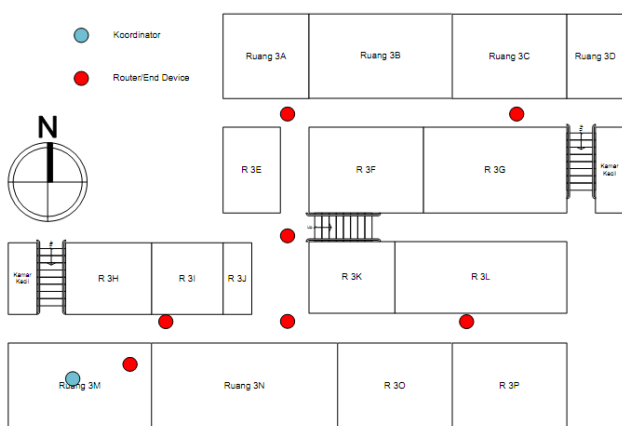 Koordinator
Router/End Device
N
Ruang 3A
Ruang 3B
Ruang 3C
Ruang 3D
R 3E
R 3F
R 3G
Kamar
Kecil
Kamar
Kecil
R 3H
R 3I
R 3J
R 3K
R 3L
Ruang 3M
Ruang 3N
R 3O
R 3P